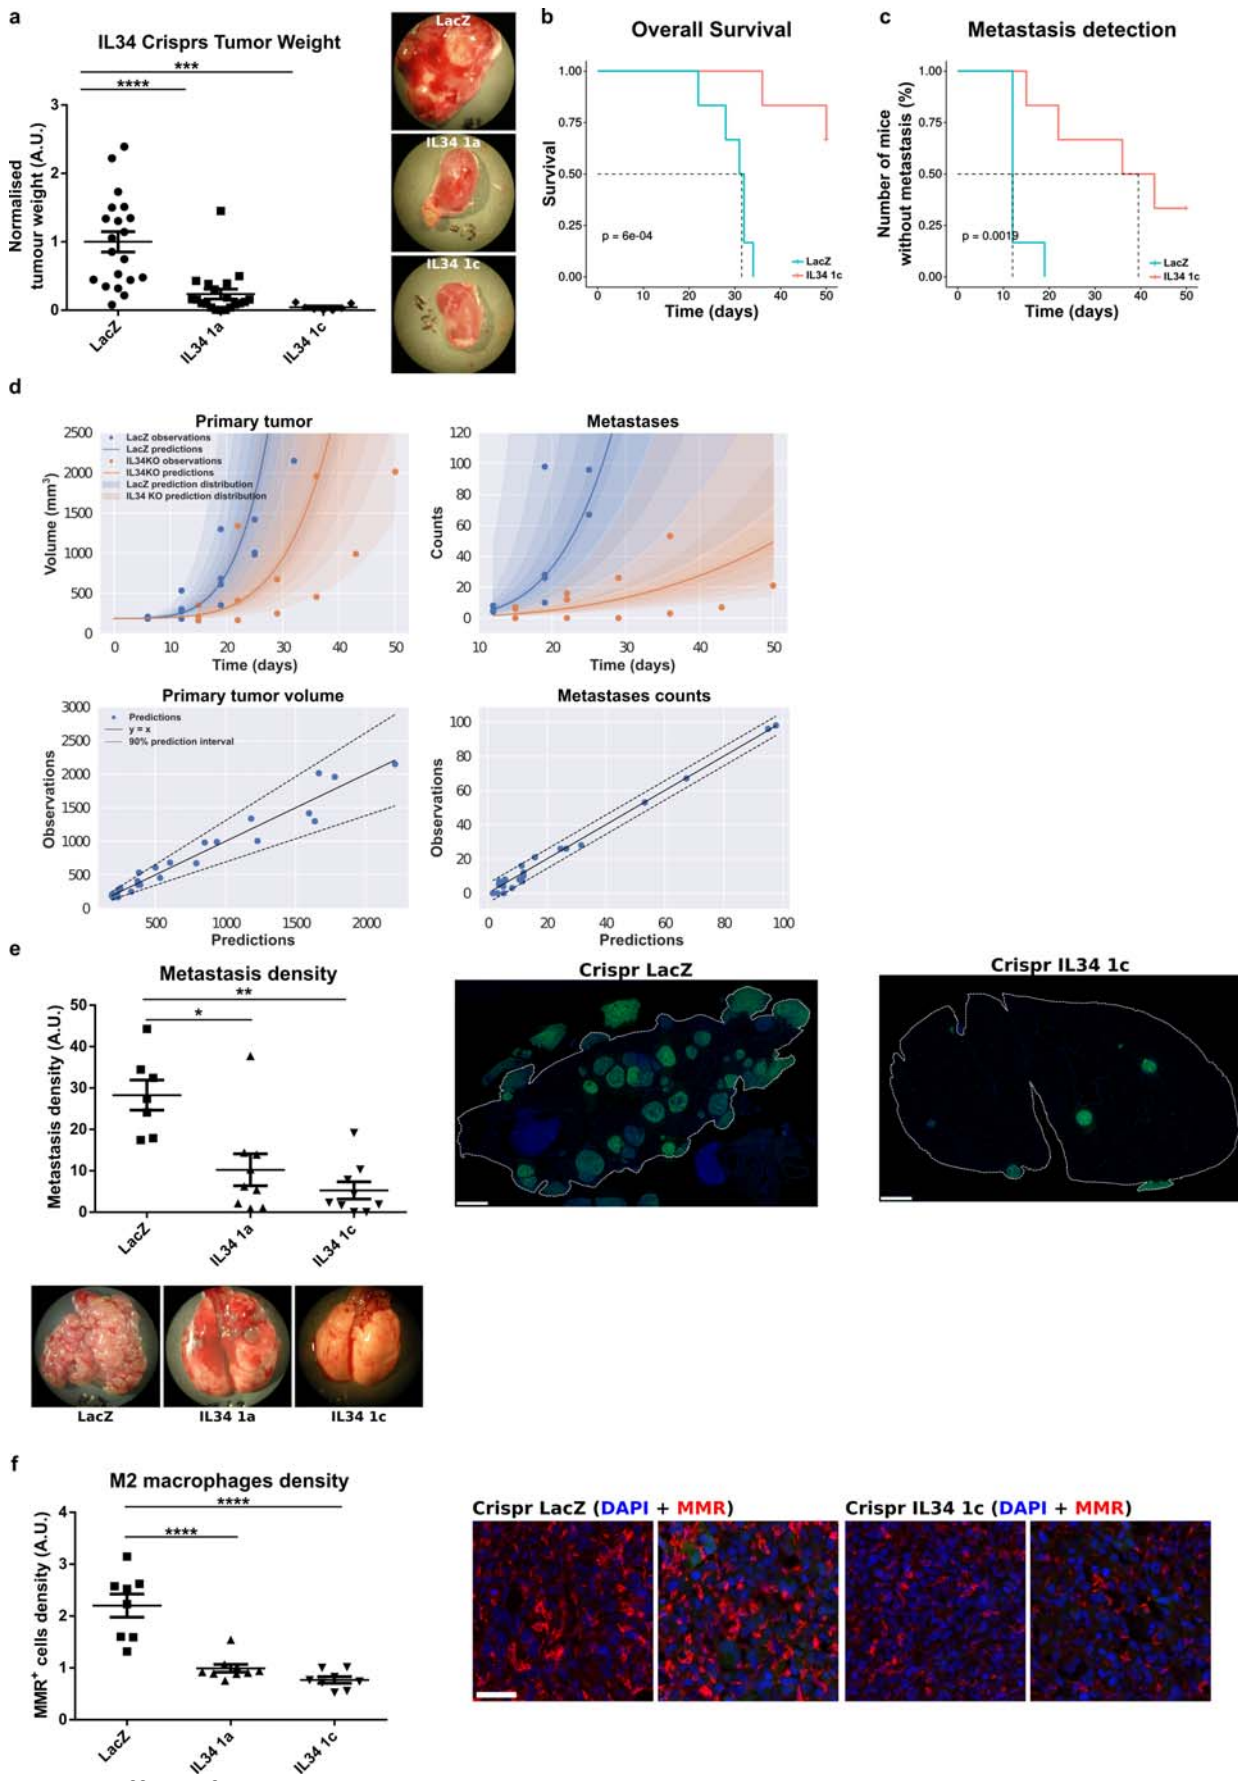 a
IL34 Crisprs Tumor Weight
***
****
Normalised
tumour weight (A.U.)
3
2
1
0
LacZ
IL34 1a
IL34 1c
LacZ
IL34 1a
IL34 1c
b
Overall Survival
Survival
1.00
0.75
0.50
0.25
0.00
p = 6e-04
LacZ
IL34 1c
0 10 20 30 40 50
Time (days)
c
Metastasis detection
Number of mice
without metastasis (%)
1.00
0.75
0.50
0.25
0.00
p = 0.0019
LacZ
IL34 1c
0 10 20 30 40 50
Time (days)
d
Primary tumor
Volume (mm3)
2500
2000
1500
1000
500
0
LacZ observations
LacZ predictions
IL34KO observations
IL34KO predictions
LacZ prediction distribution
IL34 KO prediction distribution
0 10 20 30 40 50
Time (days)
Metastases
Counts
120
100
80
60
40
20
0
10 20 30 40 50
Time (days)
Primary tumor volume
Observations
3000
2500
2000
1500
1000
500
0
Predictions
y = x
90% prediction interval
500 1000 1500 2000
Predictions
Metastases counts
Observations
100
80
60
40
20
0
0 20 40 60 80 100
Predictions
e
Metastasis density
**
*
Metastasis density (A.U.)
50
40
30
20
10
0
LacZ
IL34 1a
IL34 1c
Crispr LacZ
Crispr IL34 1c
LacZ
IL34 1a
IL34 1c
f
M2 macrophages density
****
****
MMR+ cells density (A.U.)
4
3
2
1
0
LacZ
IL34 1a
IL34 1c
Crispr LacZ (DAPI + MMR)
Crispr IL34 1c (DAPI + MMR)